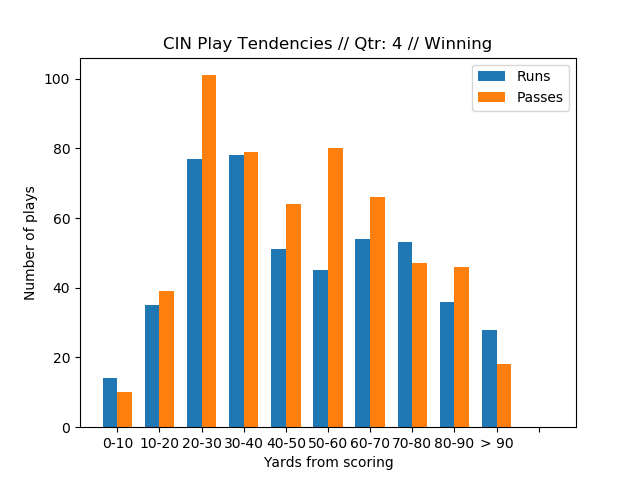 CIN Play Tendencies // Qtr: 4 // Winning
Runs
Passes
Number of plays
100
80
60
40
20
0
0-10 10-20 20-30 30-40 40-50 50-60 60-70 70-80 80-90 > 90
Yards from scoring